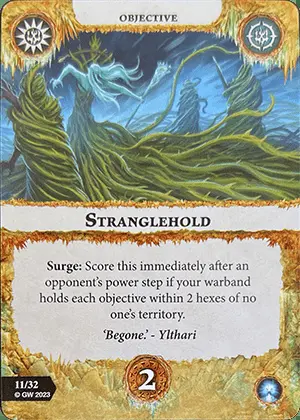 OBJECTIVE
STRANGLEHOLD
Surge: Score this immediately after an
opponent's power step if your warband
holds each objective within 2 hexes of no
one's territory.
'Begone.' - Ylthari
11/32
© GW 2023
2